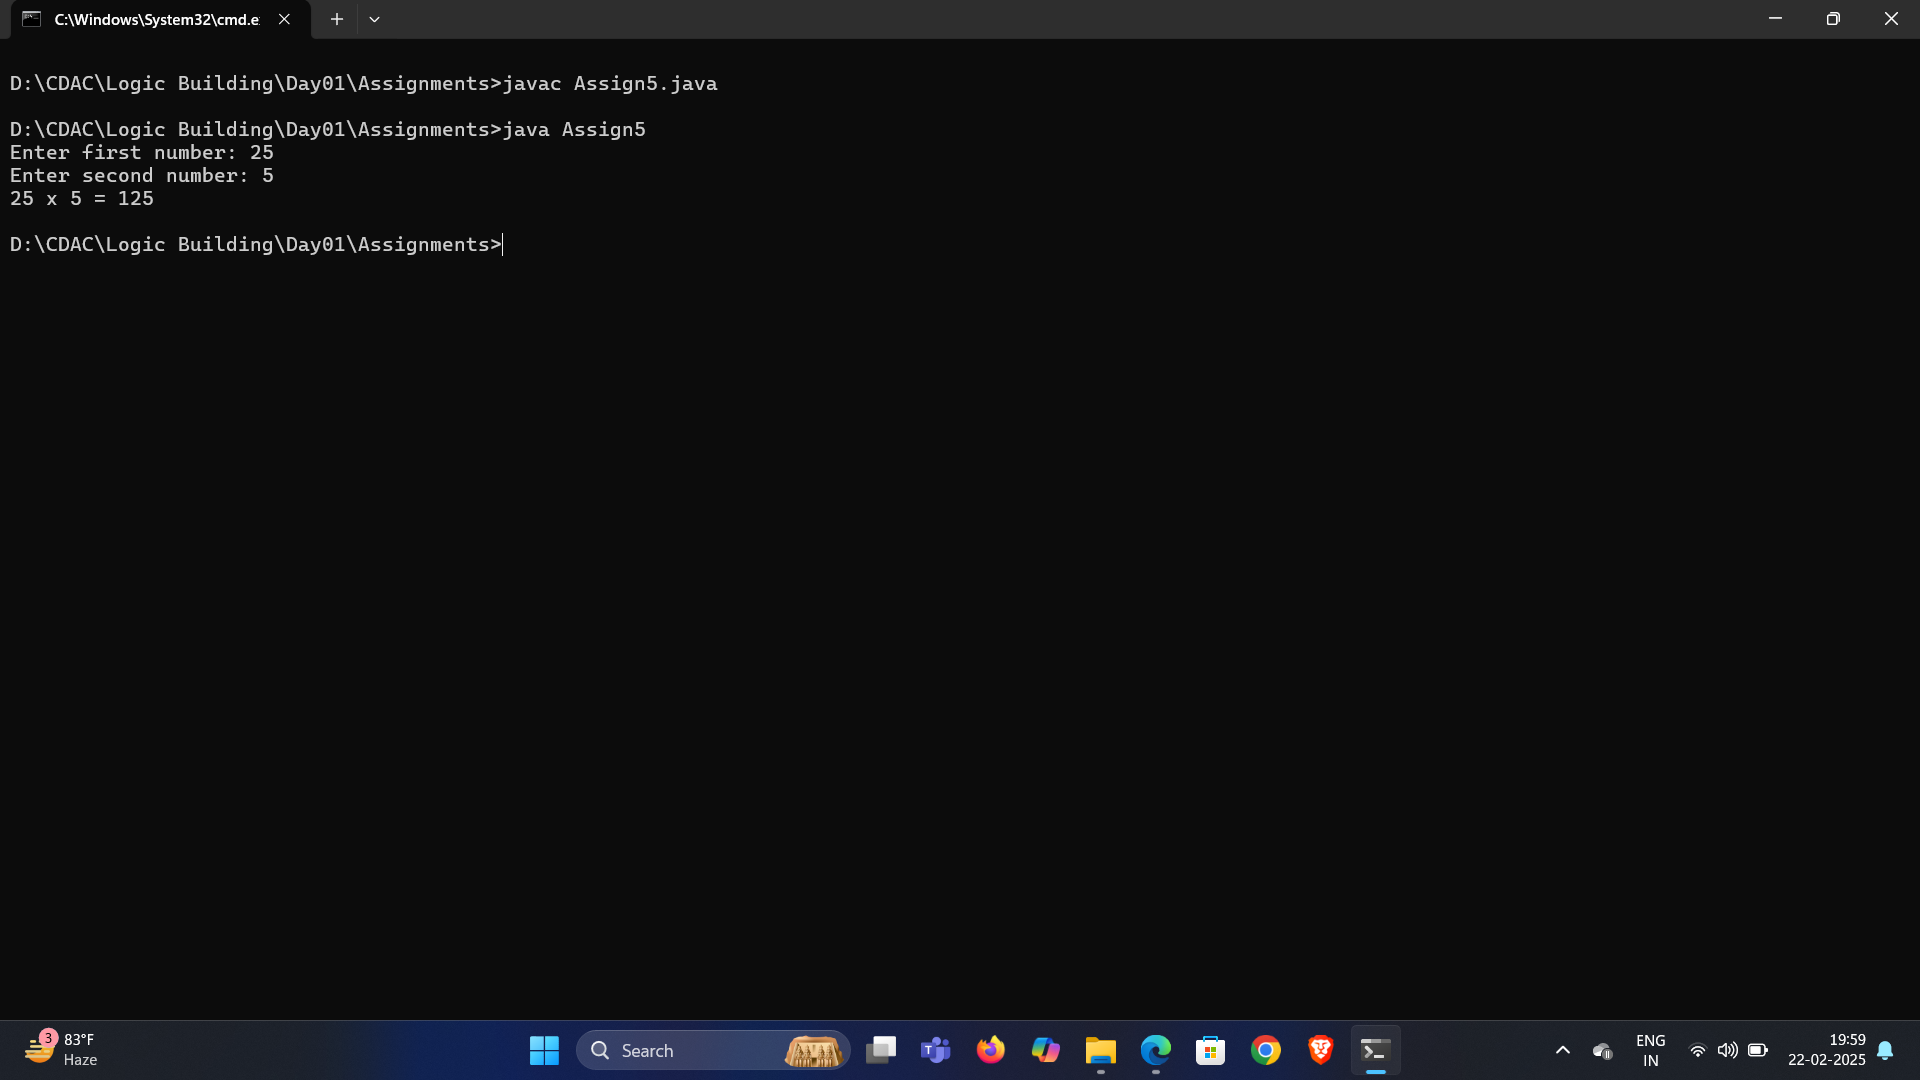 C:\Windows\System32\cmd.e
D:\CDAC\Logic Building\Day01\Assignments>javac Assign5.java
D:\CDAC\Logic Building\Day01\Assignments>java Assign5
Enter first number: 25
Enter second number: 5
25 x 5 = 125
D:\CDAC\Logic Building\Day01\Assignments>
3
83°F
Haze
Search
T
ENG
IN
19:59
22-02-2025